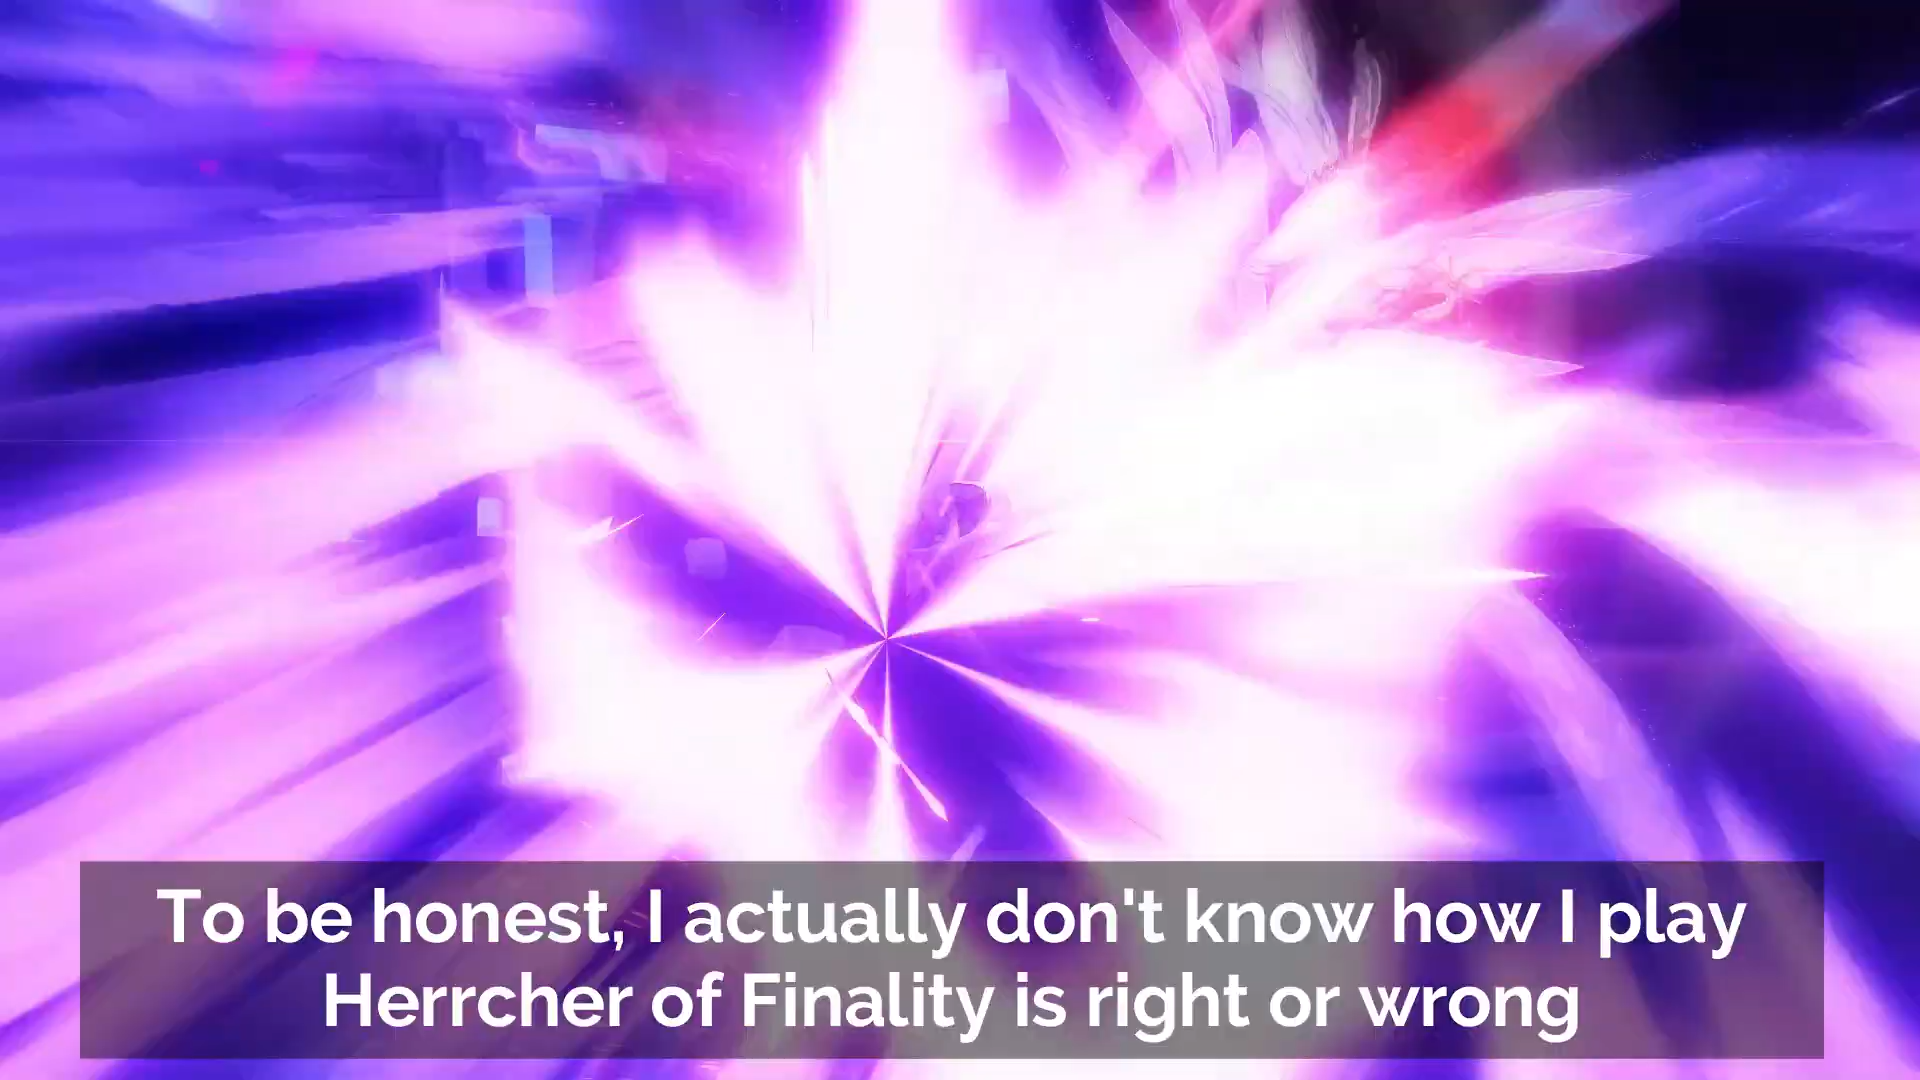 To be honest, I actually don't know how I play
Herrcher of Finality is right or wrong